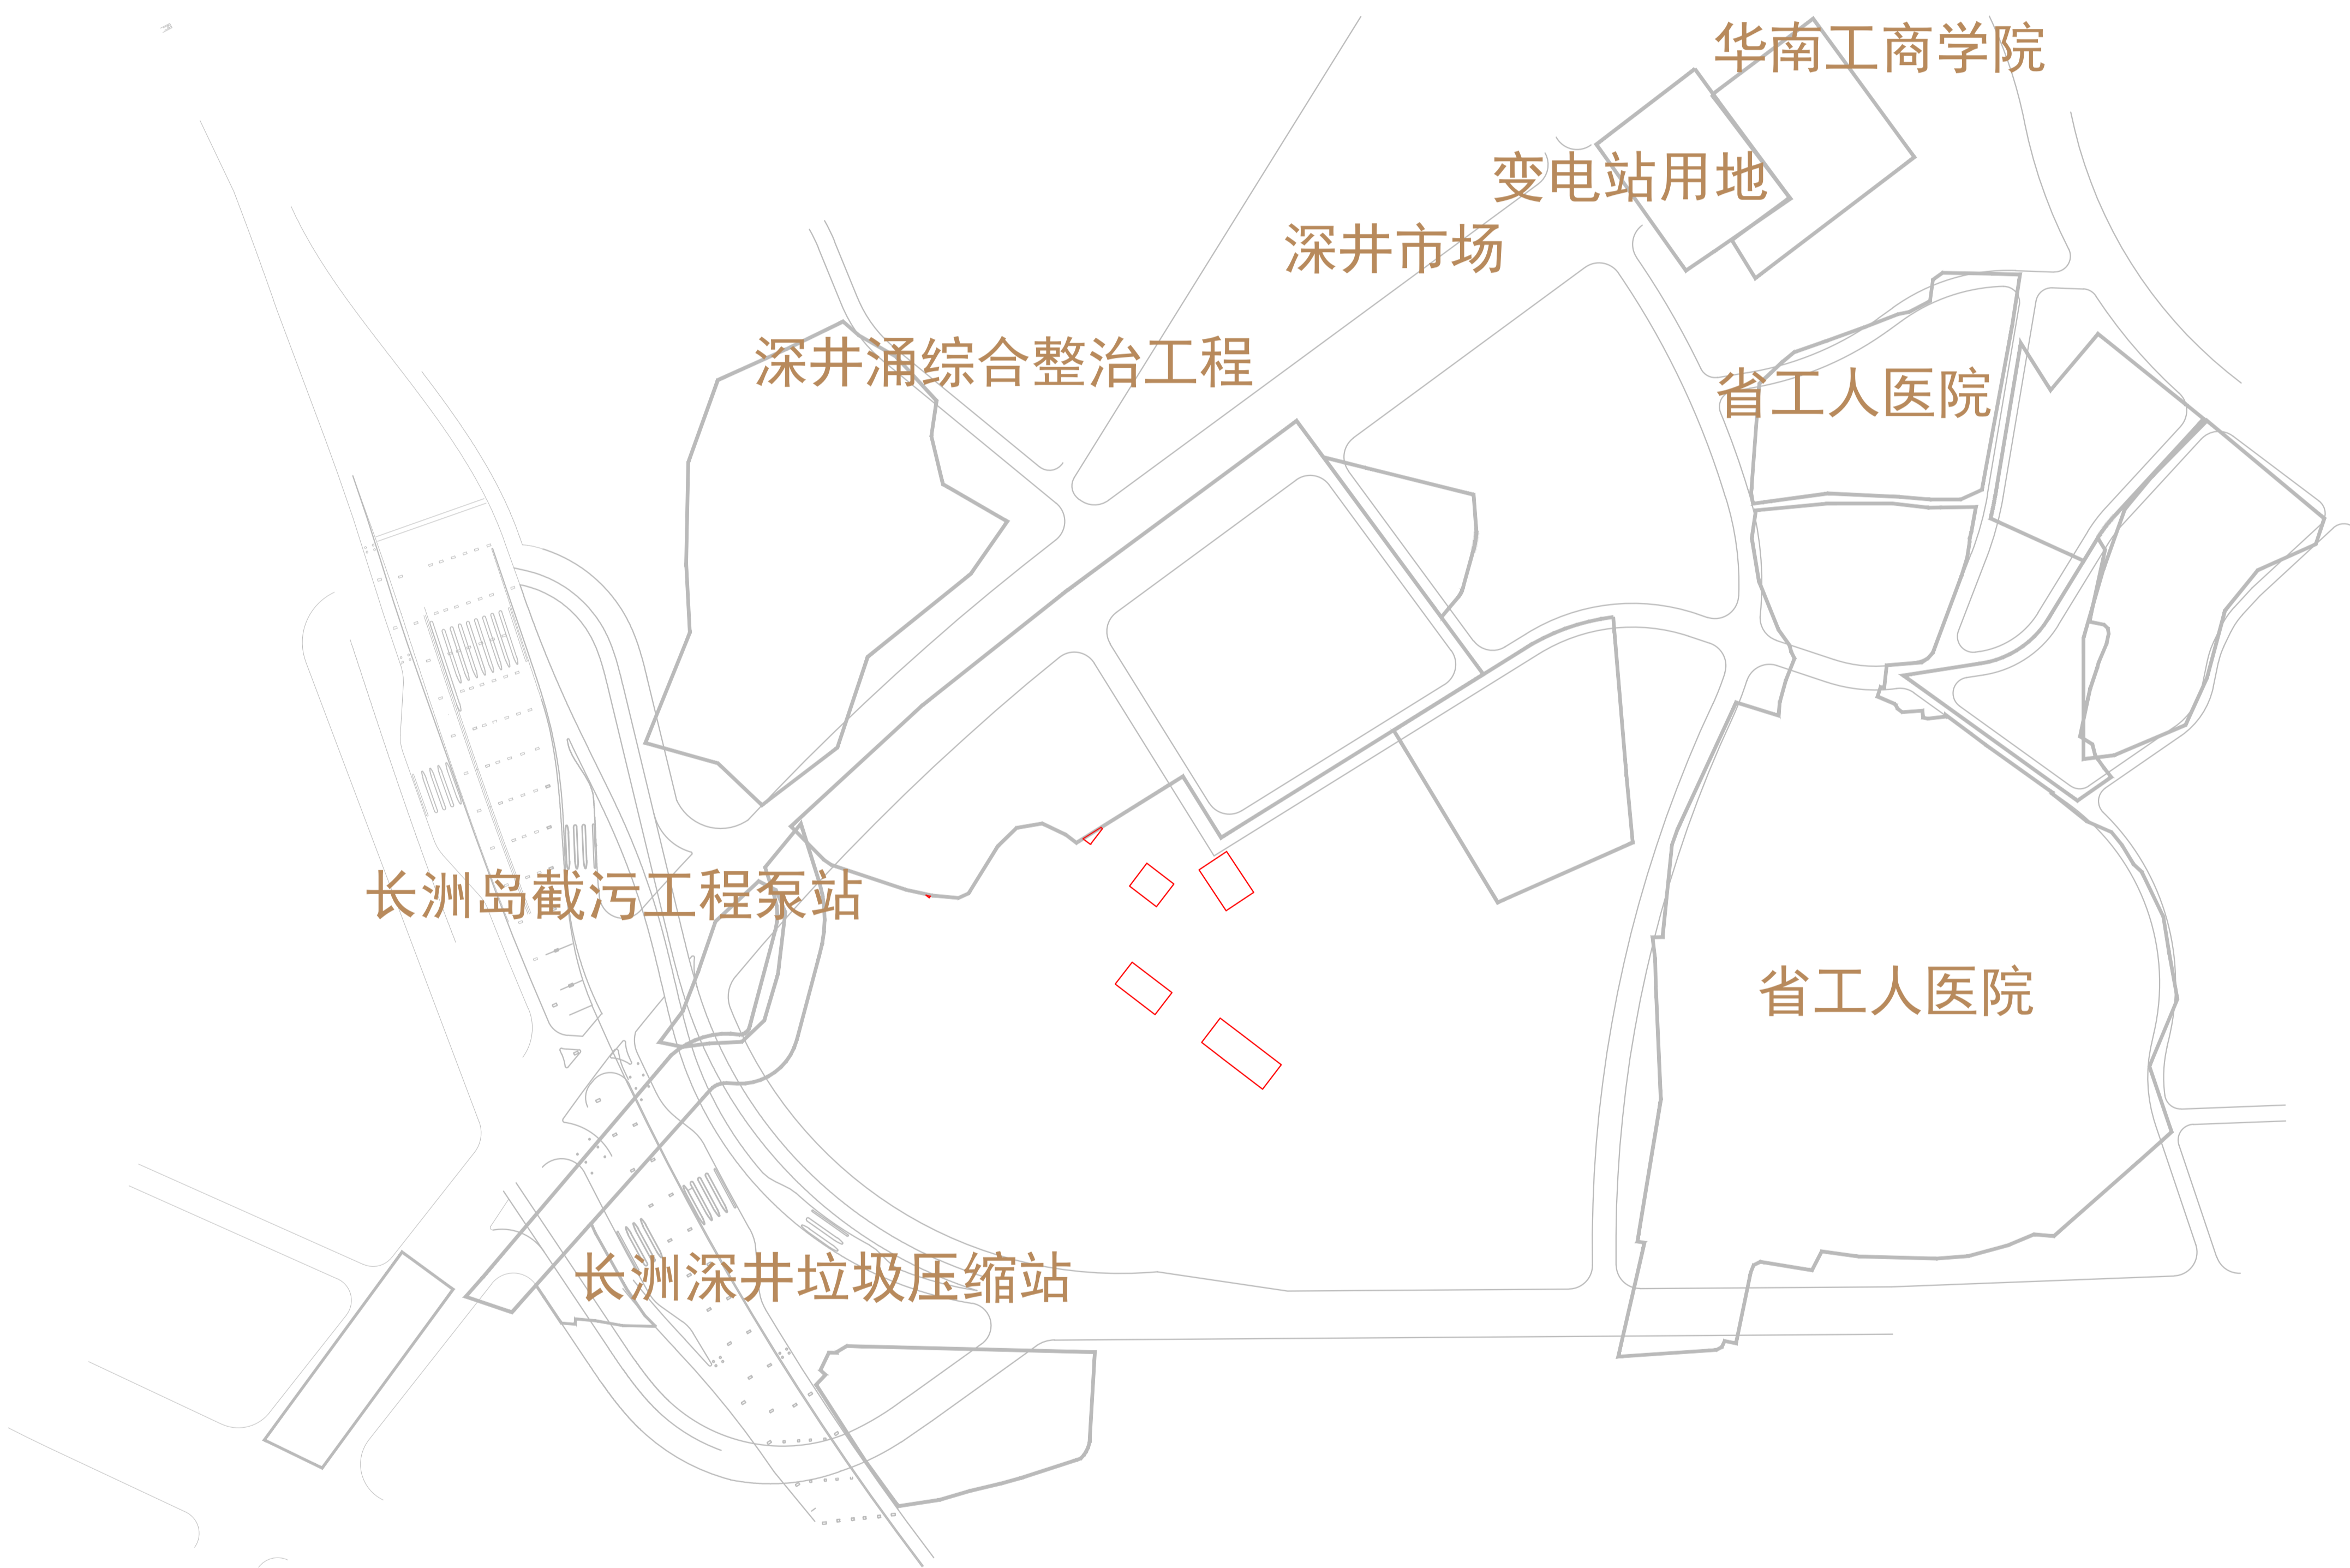 华南工商学院
变电站用地
深井市场
深井涌综合整治工程
省工人医院
长洲岛截污工程泵站
省工人医院
长洲深井垃圾压缩站